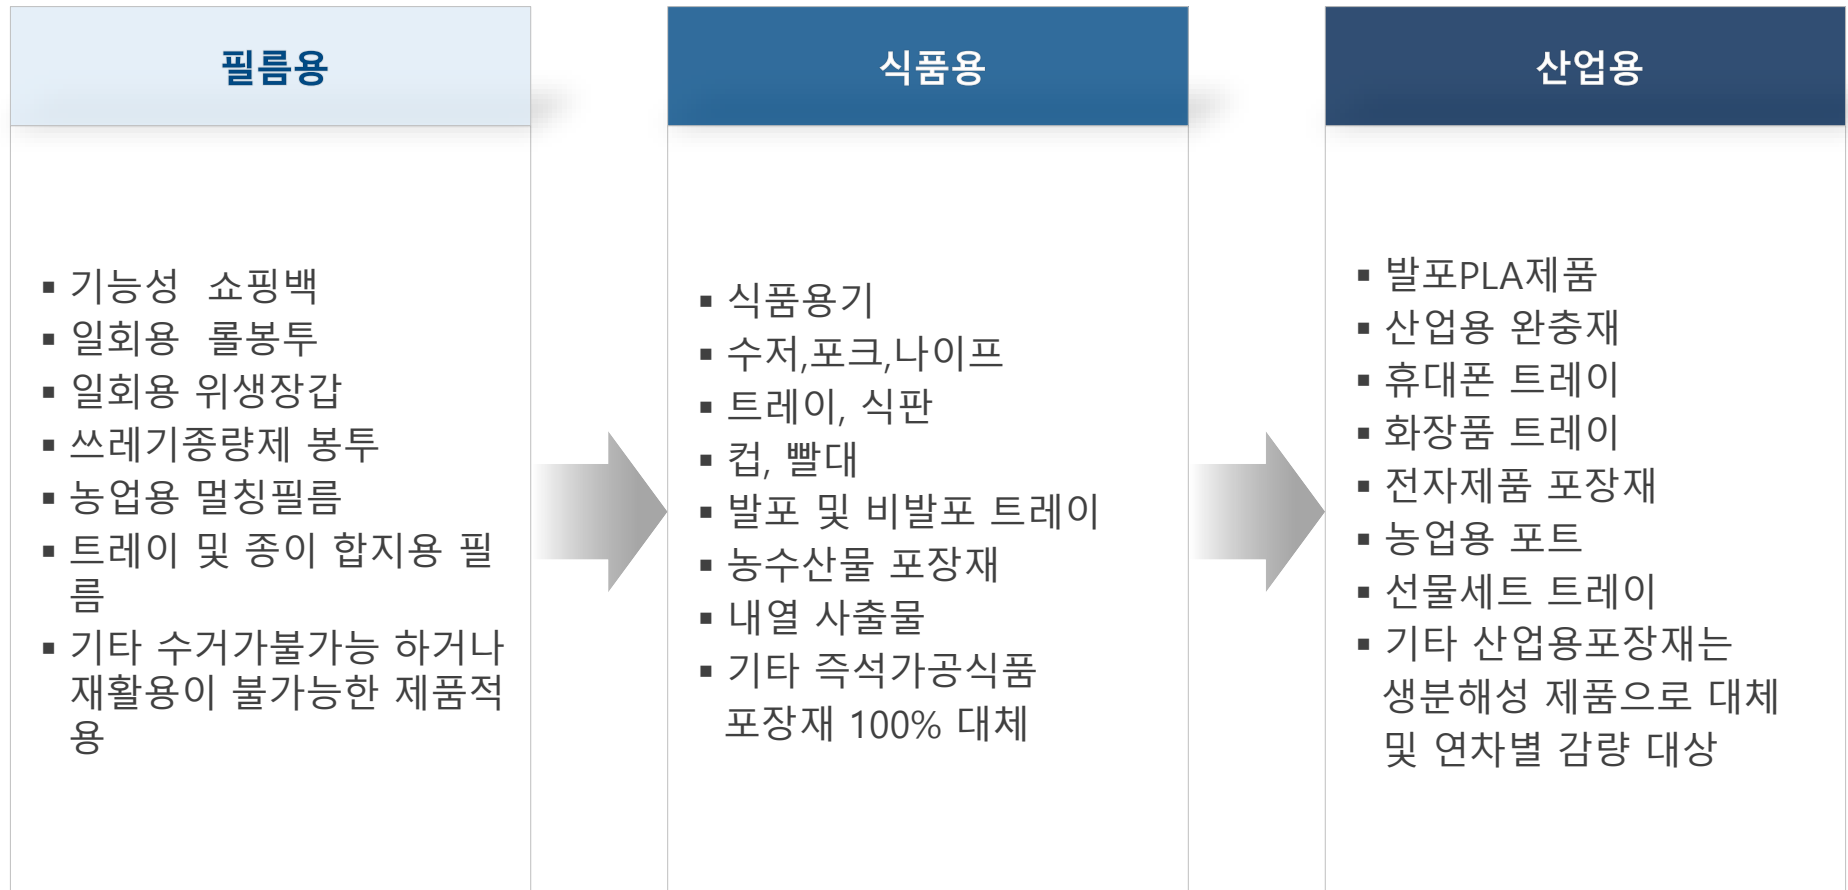 필름용
▪ 기능성 쇼핑백
▪ 일회용 롤봉투
▪ 일회용 위생장갑
▪ 쓰레기종량제 봉투
▪ 농업용 멀칭필름
▪ 트레이 및 종이 합지용 필
름
▪ 기타 수거가불가능 하거나
재활용이 불가능한 제품적
용
식품용
▪ 식품용기
▪ 수저,포크,나이프
▪ 트레이, 식판
▪ 컵, 빨대
▪ 발포 및 비발포 트레이
▪ 농수산물 포장재
▪ 내열 사출물
▪ 기타 즉석가공식품
포장재 100% 대체
산업용
▪ 발포PLA제품
▪ 산업용 완충재
▪ 휴대폰 트레이
▪ 화장품 트레이
▪ 전자제품 포장재
▪ 농업용 포트
▪ 선물세트 트레이
▪ 기타 산업용포장재는
생분해성 제품으로 대체
및 연차별 감량 대상